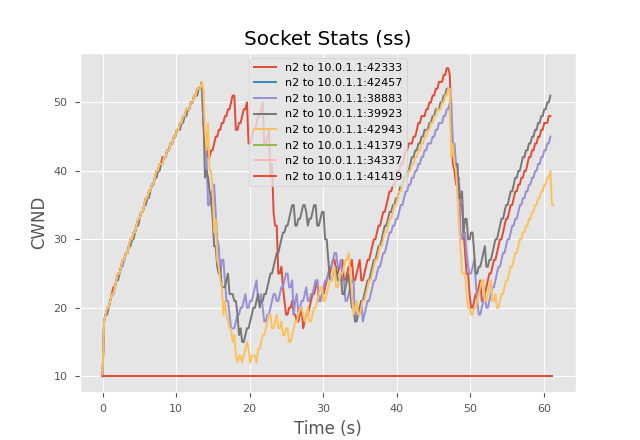 Socket Stats (ss)
n2 to 10.0.1.1:42333
n2 to 10.0.1.1:42457
n2 to 10.0.1.1:38883
n2 to 10.0.1.1:39923
n2 to 10.0.1.1:42943
n2 to 10.0.1.1:41379
n2 to 10.0.1.1:34337
n2 to 10.0.1.1:41419
50
40
30
20
10
CWND
0 10 20 30 40 50 60
Time (s)